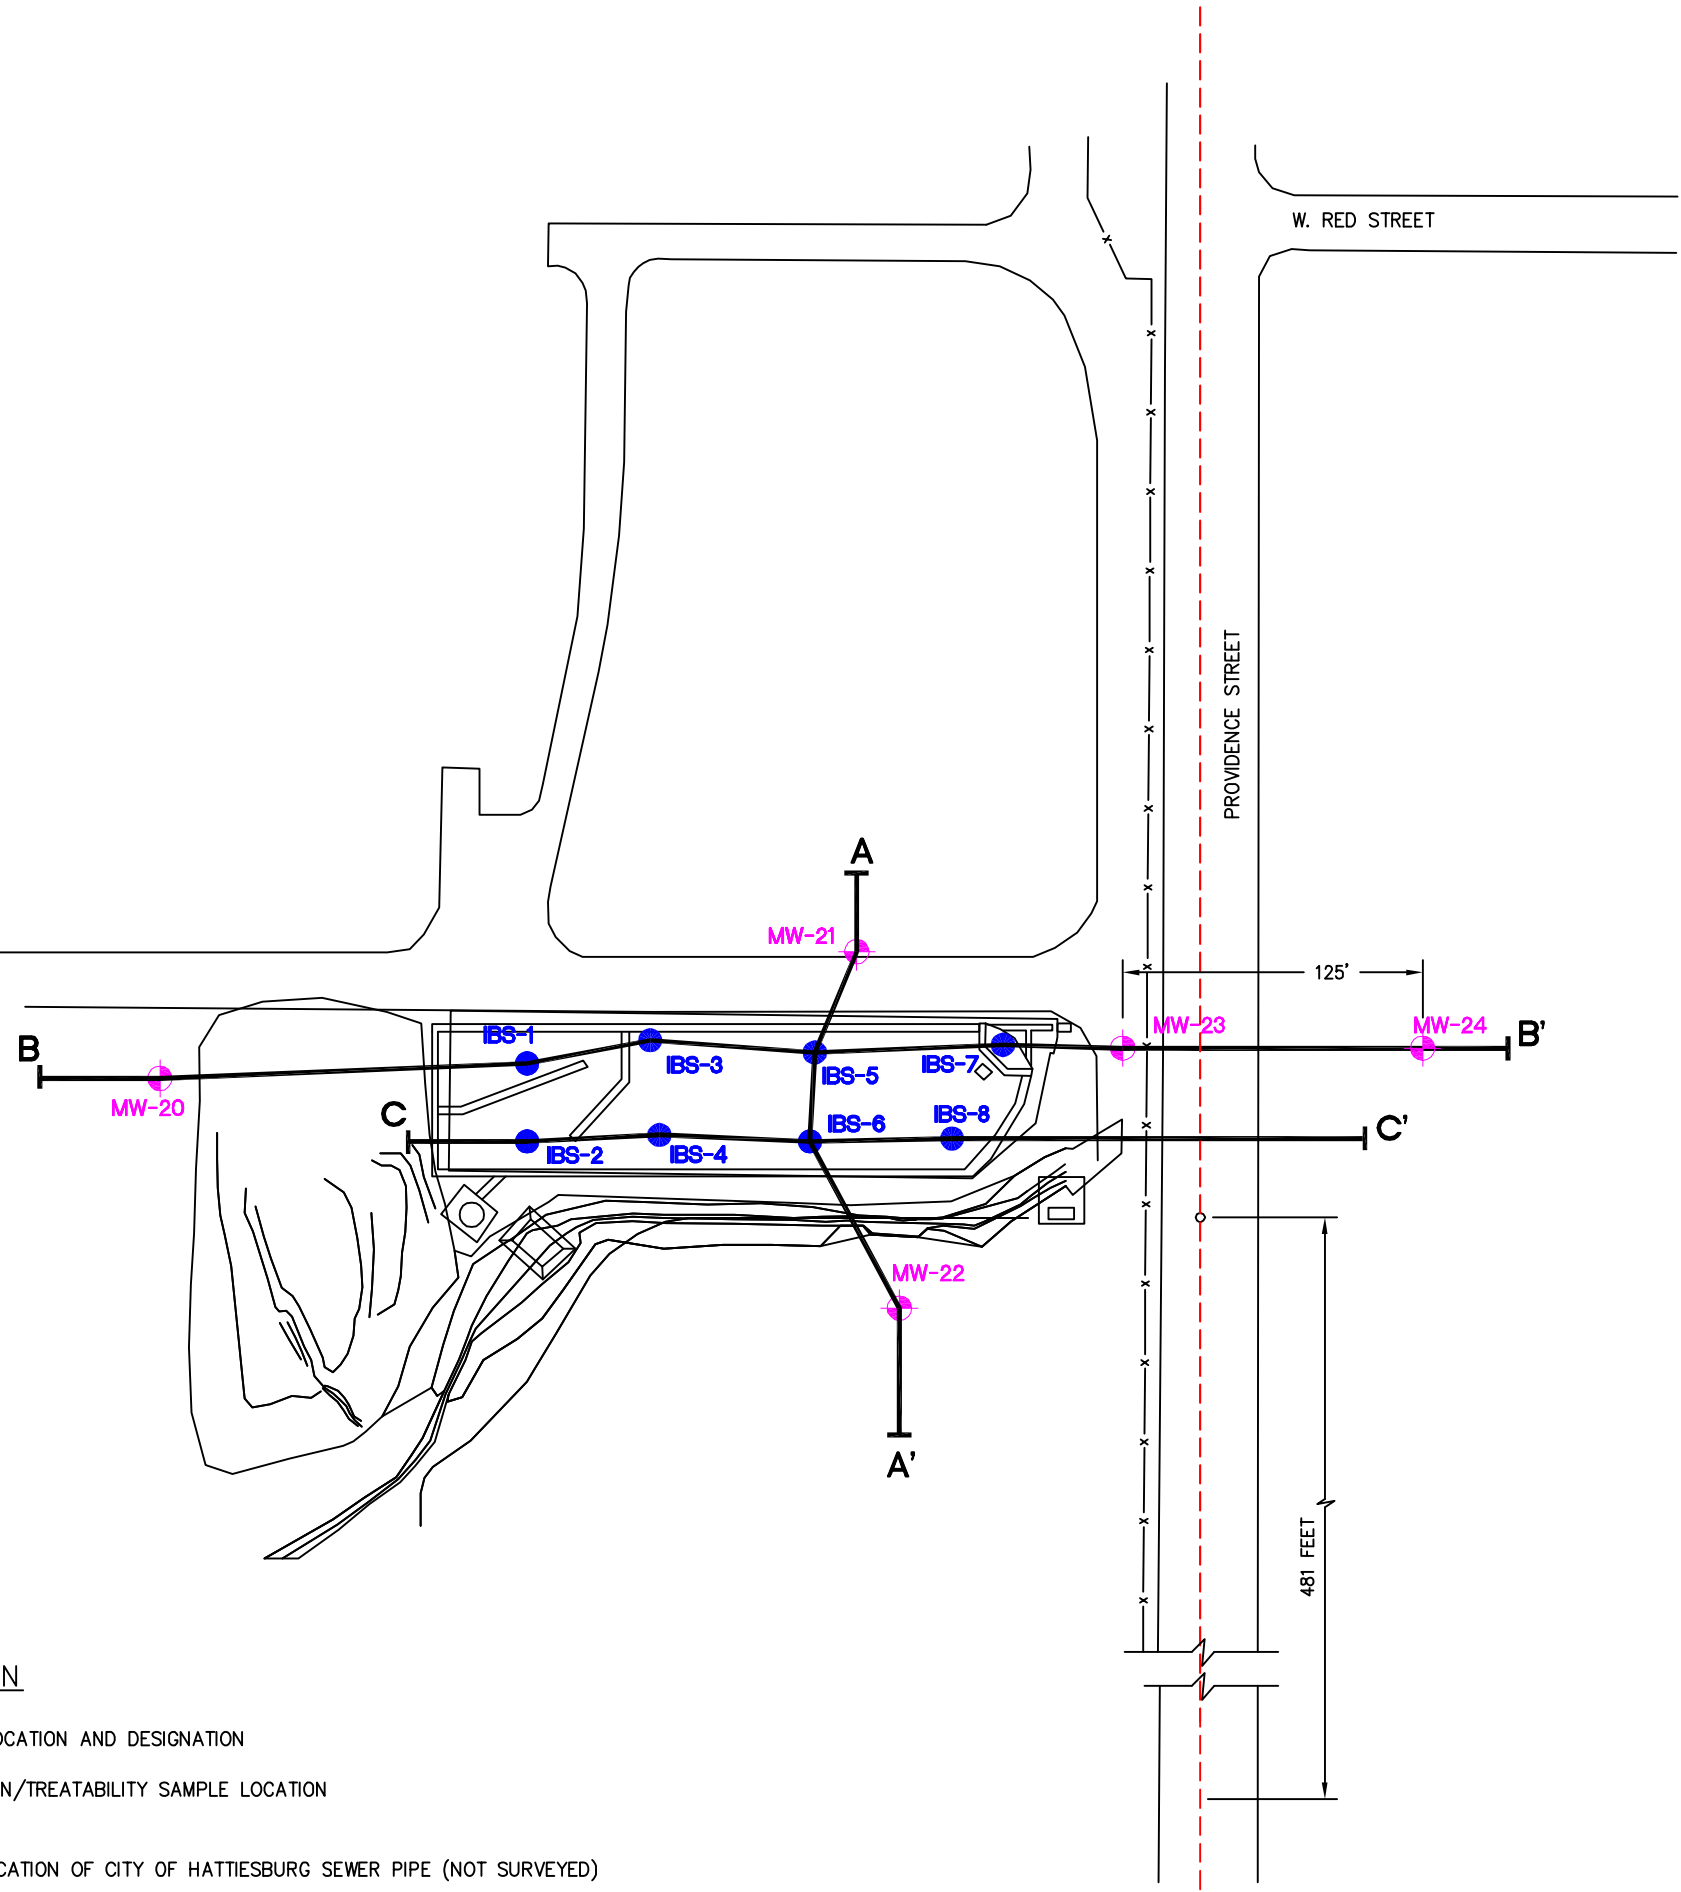 W. RED STREET
PROVIDENCE STREET
A
MW-21
125'
MW-23
MW-24
B'
B
IBS-1
IBS-3
IBS-5
IBS-7
MW-20
C
IBS-2
IBS-4
IBS-6
IBS-8
C'
MW-22
A'
481 FEET
N
OCATION AND DESIGNATION
N/TREATABILITY SAMPLE LOCATION
CATION OF CITY OF HATTIESBURG SEWER PIPE (NOT SURVEYED)